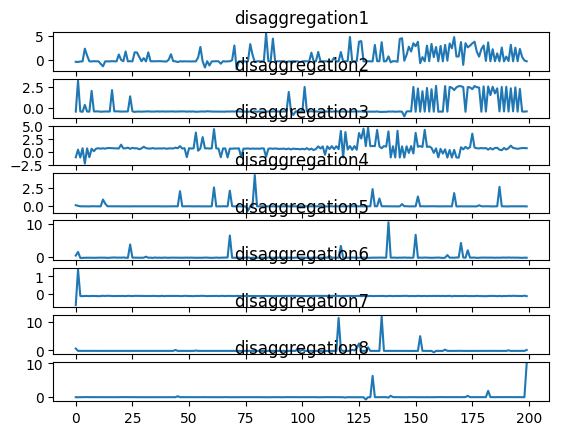 disaggregation1
5
0
disaggregation2
2.5
0.0
disaggregation3
5.0
2.5
0.0
−2.5
disaggregation4
2.5
0.0
disaggregation5
10
0
disaggregation6
1
0
disaggregation7
10
0
disaggregation8
10
0
0 25 50 75 100 125 150 175 200